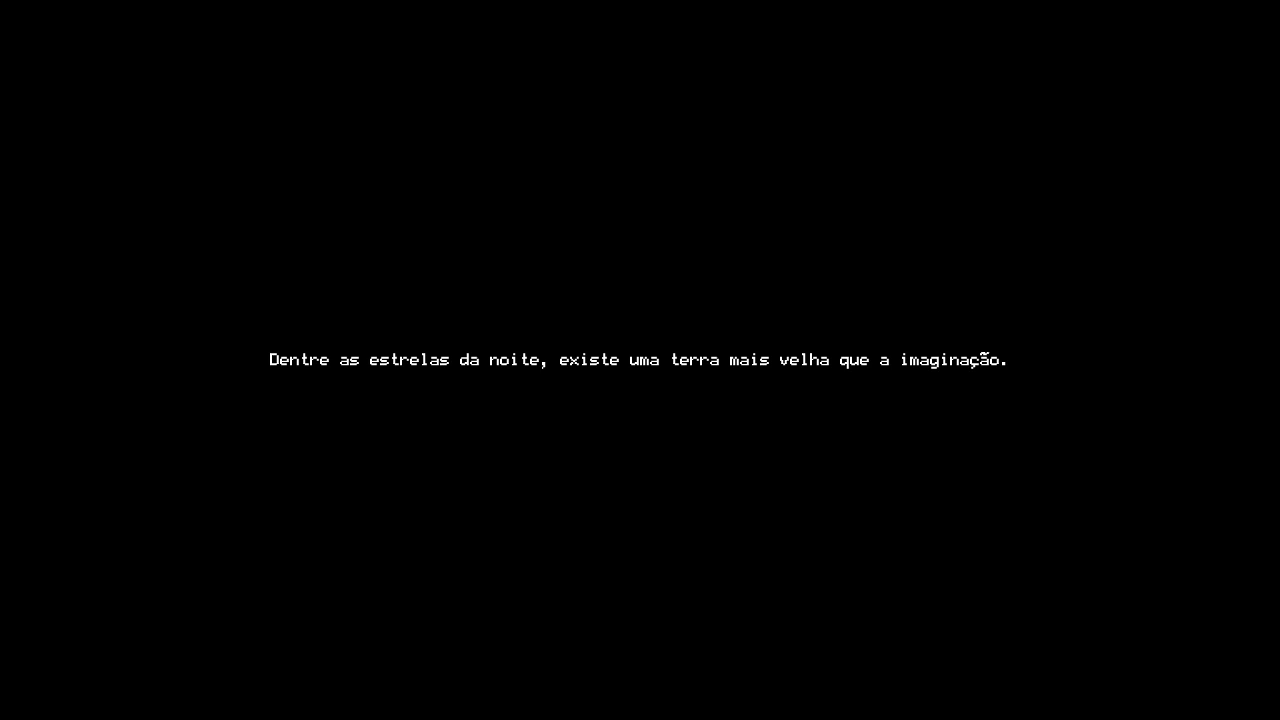 Dentre as estrelas da noite, existe uma terra mais velha que a imaginação.